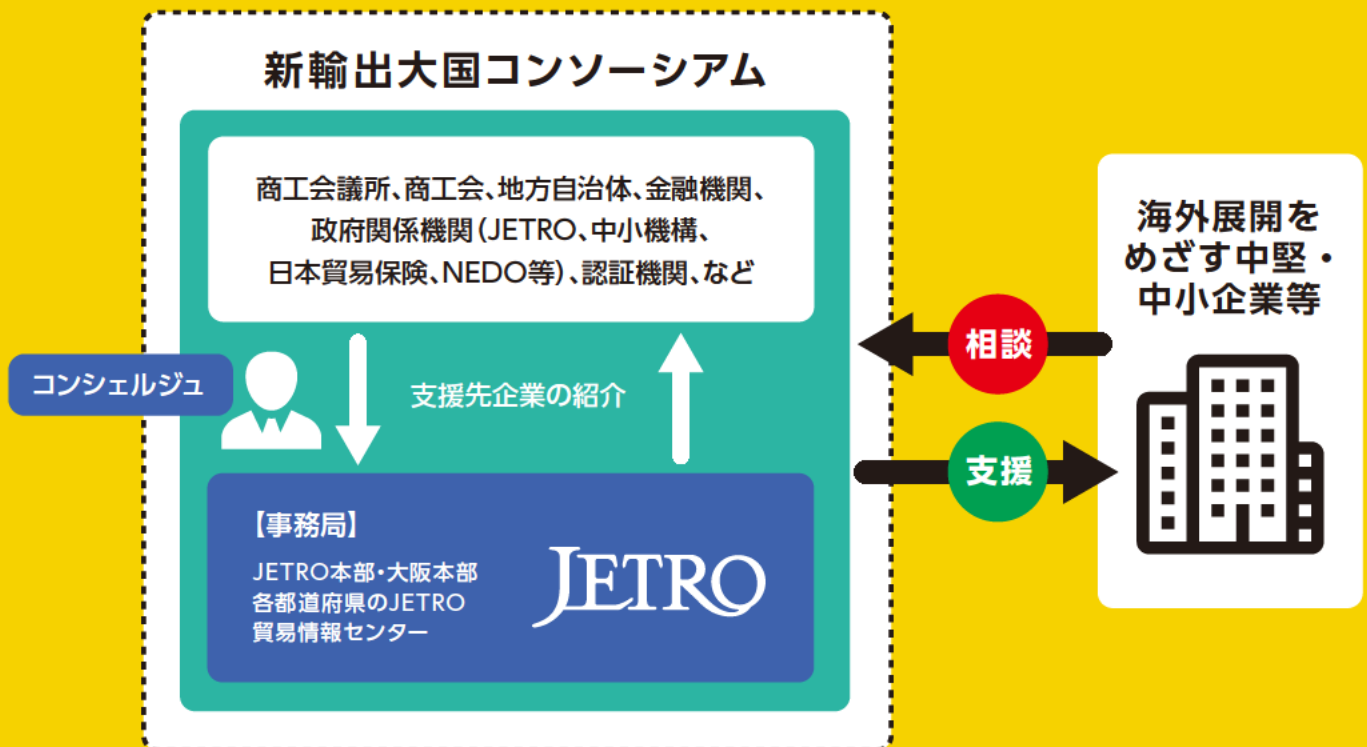 新輸出大国コンソーシアム
商工会議所、商工会、地方自治体、金融機関、
政府関係機関(JETRO、中小機構、
日本貿易保険、NEDO等)、認証機関、など
コンシェルジュ
支援先企業の紹介
【事務局】
JETRO本部・大阪本部
各都道府県のJETRO
貿易情報センター
JETRO
相談
支援
海外展開を
めざす中堅・
中小企業等